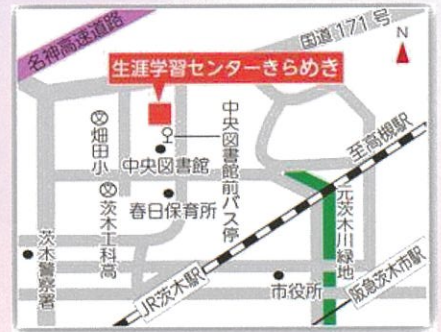 名神高速道路
国道171号
N
生涯学習センターきらめき
文畑田小
中央図書館
中央図書館前バス停
至高槻駅
文茨木工科高
春日保育所
元茨木川緑地
茨木警察署
JR茨木駅
市役所
阪急茨木市駅